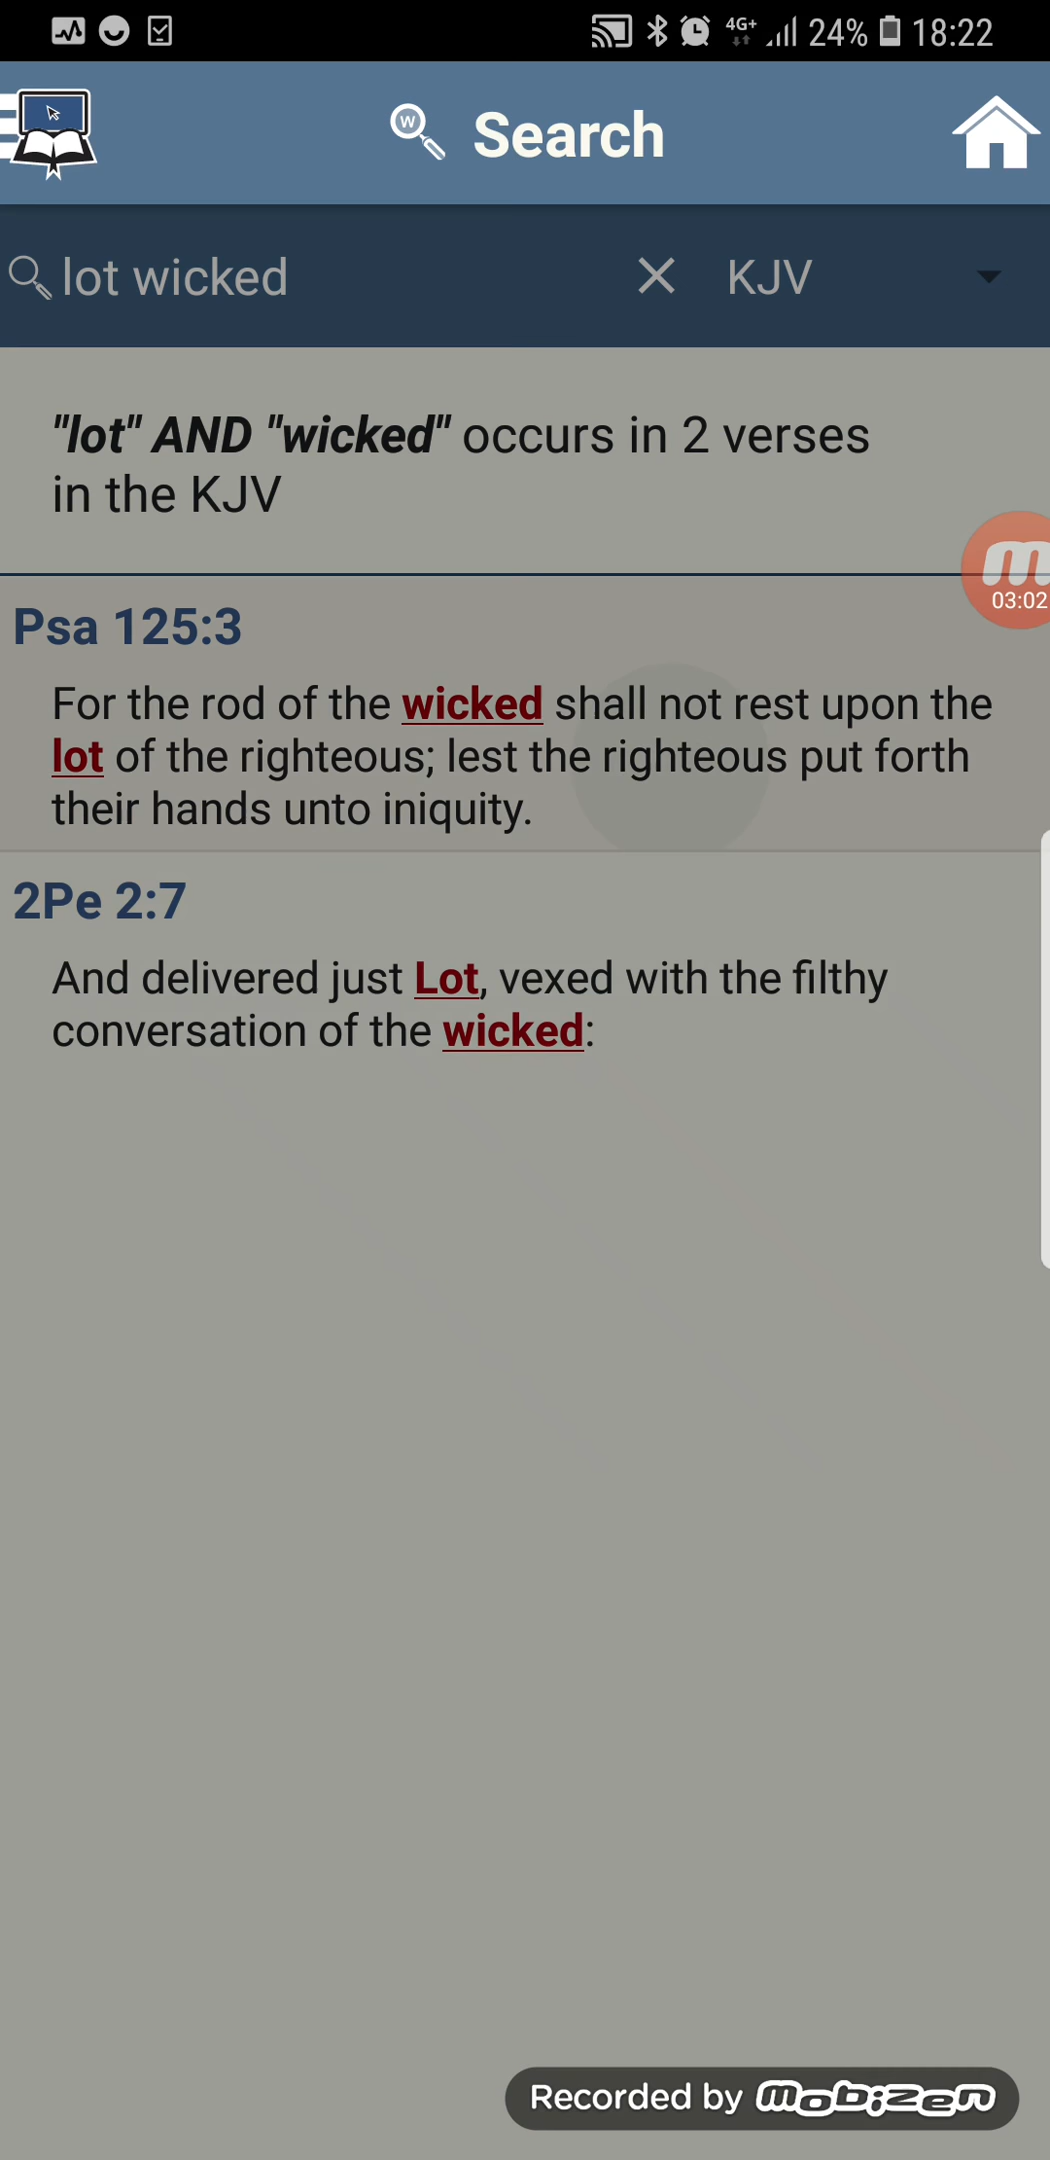 4G+ 24% 18:22
W Search
lot wicked KJV
"lot" AND "wicked" occurs in 2 verses
in the KJV
03:02
Psa 125:3
For the rod of the wicked shall not rest upon the
lot of the righteous; lest the righteous put forth
their hands unto iniquity.
2Pe 2:7
And delivered just Lot, vexed with the filthy
conversation of the wicked:
Recorded by mobizen